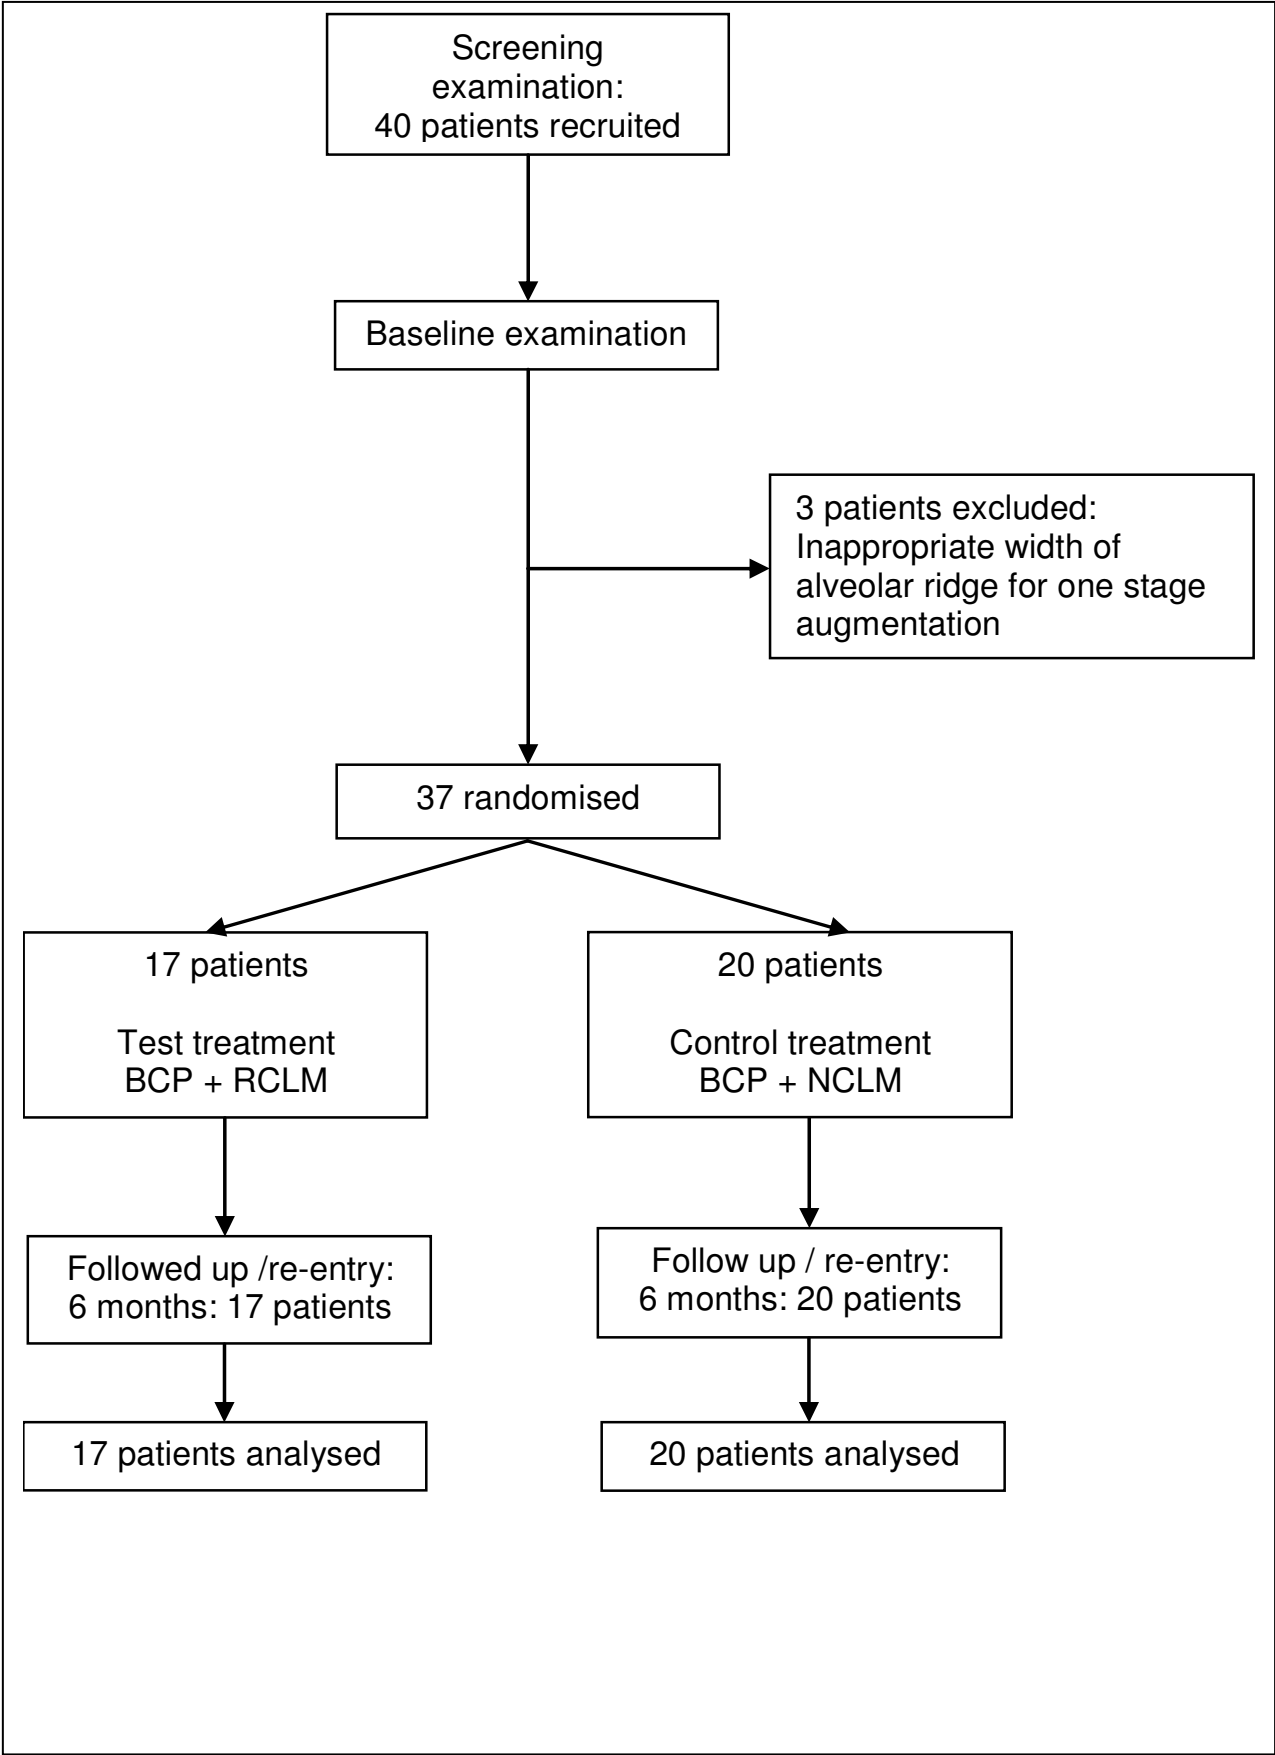 Screening
examination:
40 patients recruited
Baseline examination
3 patients excluded:
Inappropriate width of
alveolar ridge for one stage
augmentation
37 randomised
17 patients
Test treatment
BCP + RCLM
20 patients
Control treatment
BCP + NCLM
Followed up /re-entry:
6 months: 17 patients
Follow up / re-entry:
6 months: 20 patients
17 patients analysed
20 patients analysed